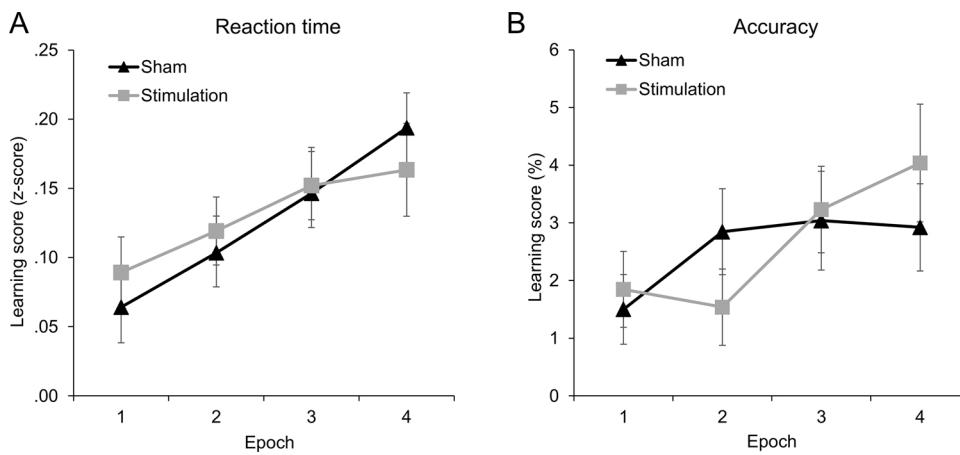 A
Reaction time
Learning score (z-score)
.25
.20
.15
.10
.05
.00
Sham
Stimulation
1 2 3 4
Epoch
B
Accuracy
Learning score (%)
6
5
4
3
2
1
0
Sham
Stimulation
1 2 3 4
Epoch